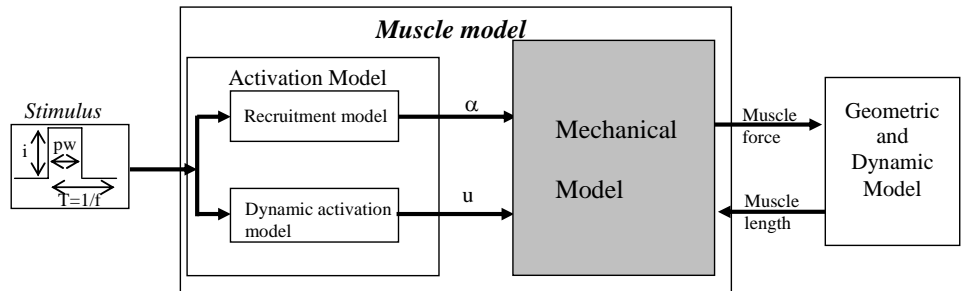 Muscle model
Activation Model
Stimulus
i
pw
T=1/f
Recruitment model
α
Dynamic activation
model
u
Mechanical
Model
Muscle
force
Muscle
length
Geometric
and
Dynamic
Model